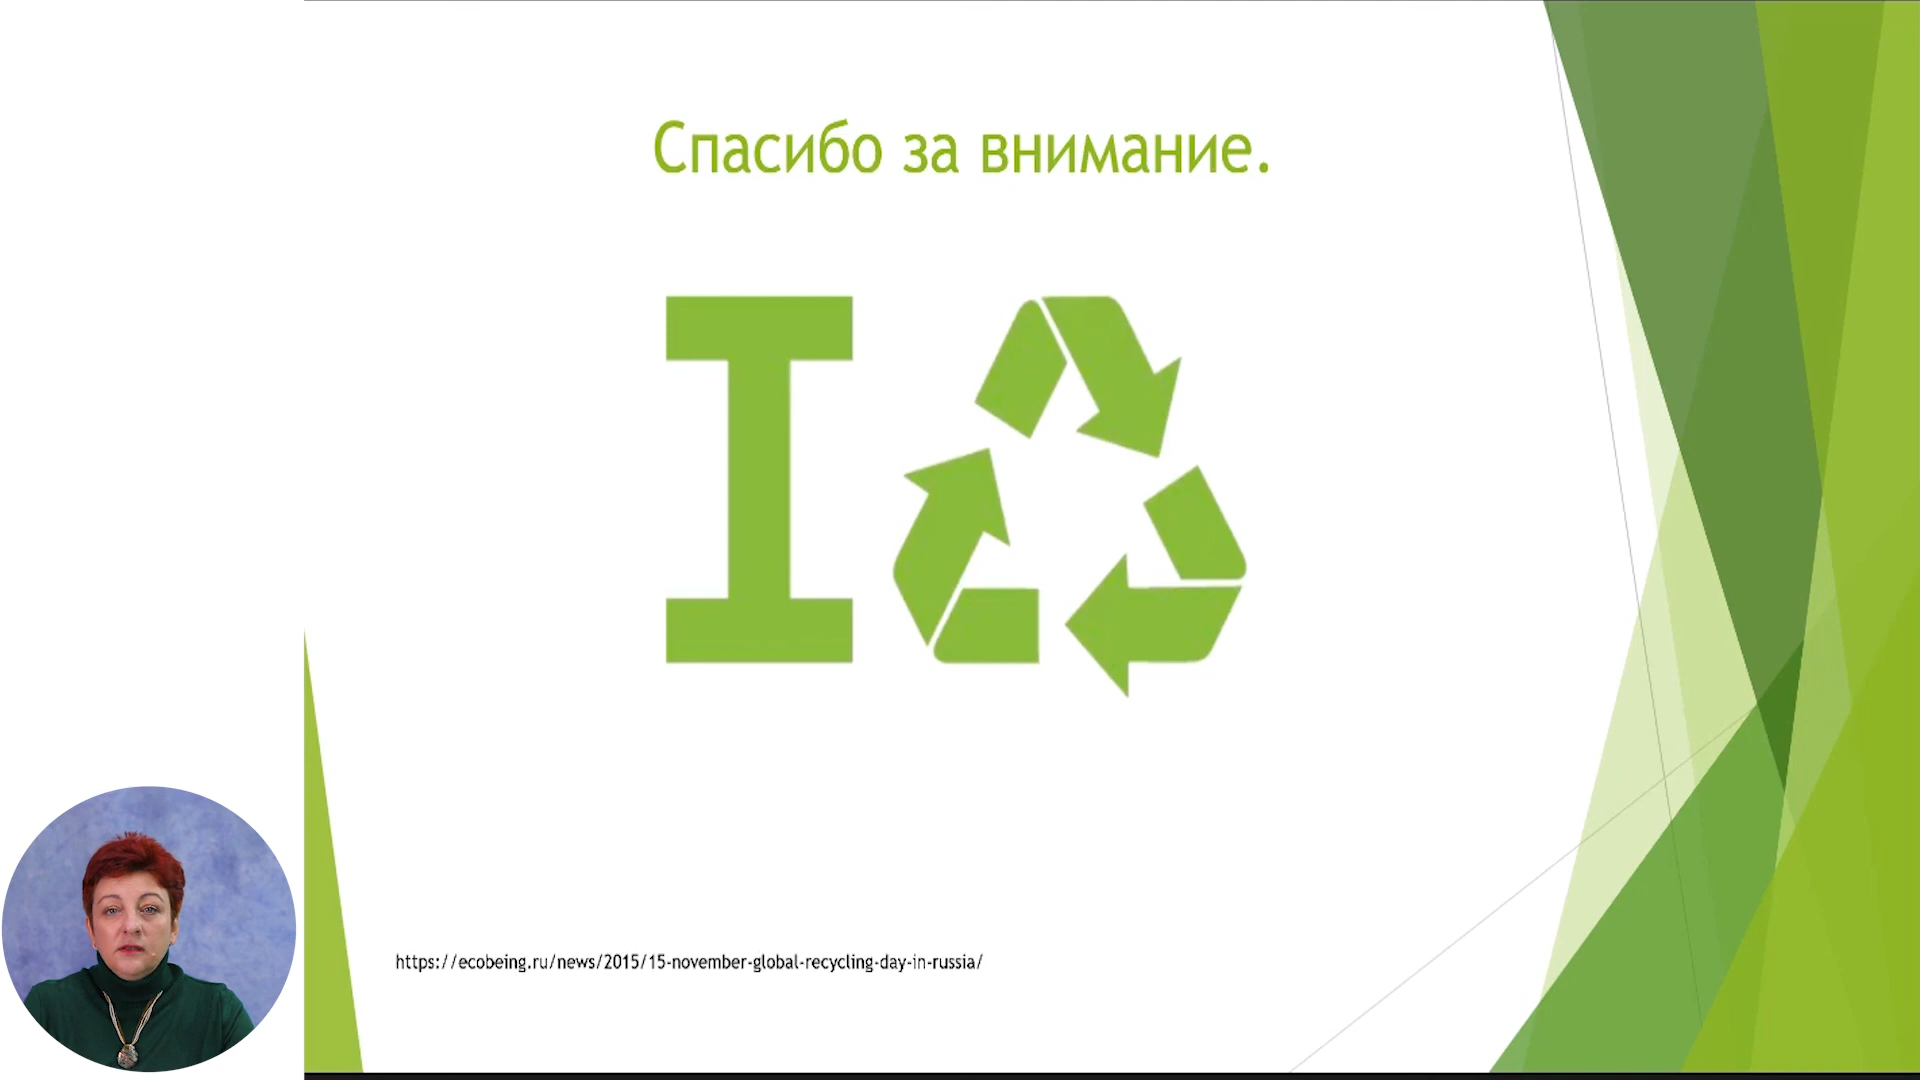 Спасибо за внимание.
I
https://ecobeing.ru/news/2015/15-november-global-recycling-day-in-russia/